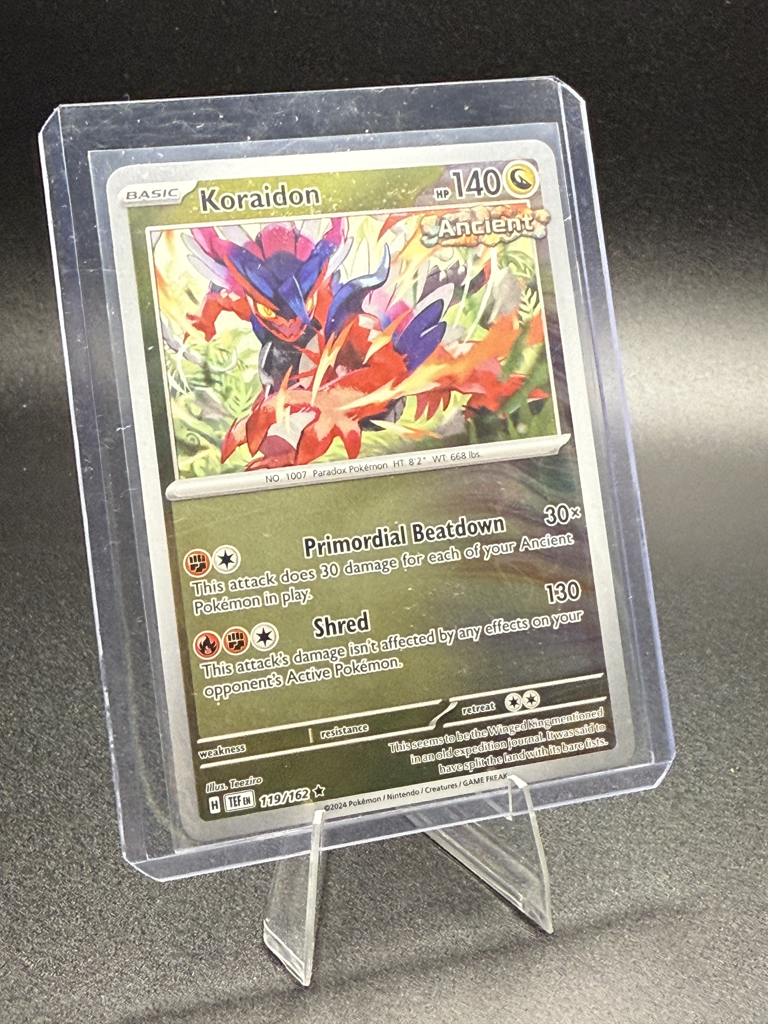 BASIC Koraidon HP 140
Ancient
NO. 1007 Paradox Pokémon HT. 8'2" WT. 668 lbs.
Primordial Beatdown 30×
This attack does 30 damage for each of your Ancient
Pokémon in play.
Shred 130
This attack's damage isn't affected by any effects on your
opponent's Active Pokémon.
weakness resistance retreat
This seems to be the Winged King mentioned
in an old expedition journal. It was said to
have split the land with its bare fists.
Illus. Teeziro
H TEF EN 119/162 ★
©2024 Pokémon / Nintendo / Creatures / GAME FREAK